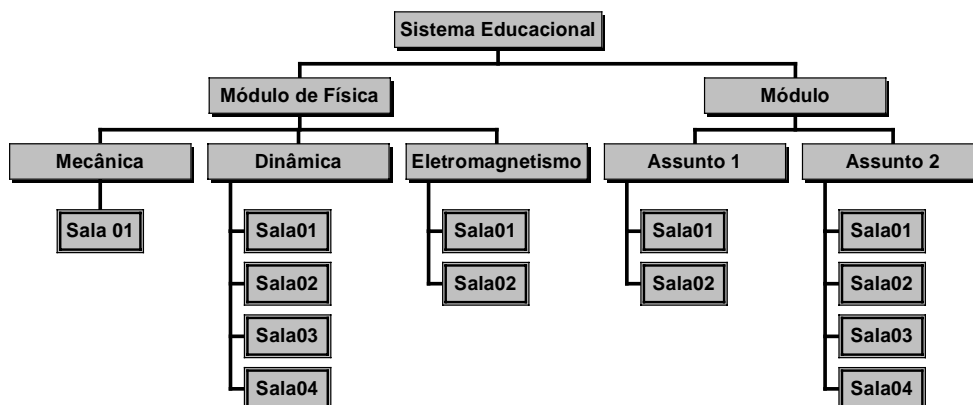 Sistema Educacional
Módulo de Física
Módulo
Mecânica
Dinâmica
Eletromagnetismo
Assunto 1
Assunto 2
Sala 01
Sala01
Sala01
Sala01
Sala01
Sala02
Sala02
Sala02
Sala02
Sala03
Sala03
Sala04
Sala04